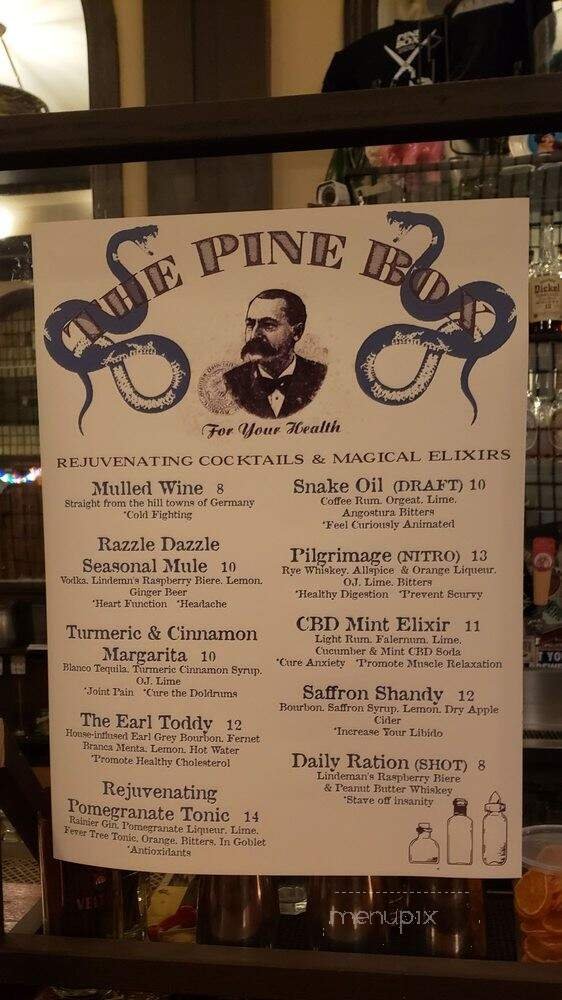 PINE
BOX
Dickel
THE PINE BOX
For Your Health
REJUVENATING COCKTAILS & MAGICAL ELIXIRS
Mulled Wine 8
Straight from the hill towns of Germany
*Cold Fighting
Razzle Dazzle
Seasonal Mule 10
Vodka. Lindemn's Raspberry Biere. Lemon.
Ginger Beer
*Heart Function *Headache
Turmeric & Cinnamon
Margarita 10
Blanco Tequila. Turmeric Cinnamon Syrup.
OJ. Lime
*Joint Pain *Cure the Doldrums
The Earl Toddy 12
House-inflused Earl Grey Bourbon. Fernet
Branca Menta. Lemon. Hot Water
*Promote Healthy Cholesterol
Rejuvenating
Pomegranate Tonic 14
Rainier Gin. Pomegranate Liqueur. Lime.
Fever Tree Tonic. Orange. Bitters. In Goblet
*Antioxidants
Snake Oil (DRAFT) 10
Coffee Rum. Orgeat. Lime.
Angostura Bitters
*Feel Curiously Animated
Pilgrimage (NITRO) 13
Rye Whiskey. Allspice & Orange Liqueur.
OJ. Lime. Bitters
*Healthy Digestion *Prevent Scurvy
CBD Mint Elixir 11
Light Rum. Falernum. Lime.
Cucumber & Mint CBD Soda
*Cure Anxiety *Promote Muscle Relaxation
Saffron Shandy 12
Bourbon. Saffron Syrup. Lemon. Dry Apple
Cider
*Increase Your Libido
Daily Ration (SHOT) 8
Lindeman's Raspberry Biere
& Peanut Butter Whiskey
*Stave off insanity
menupix